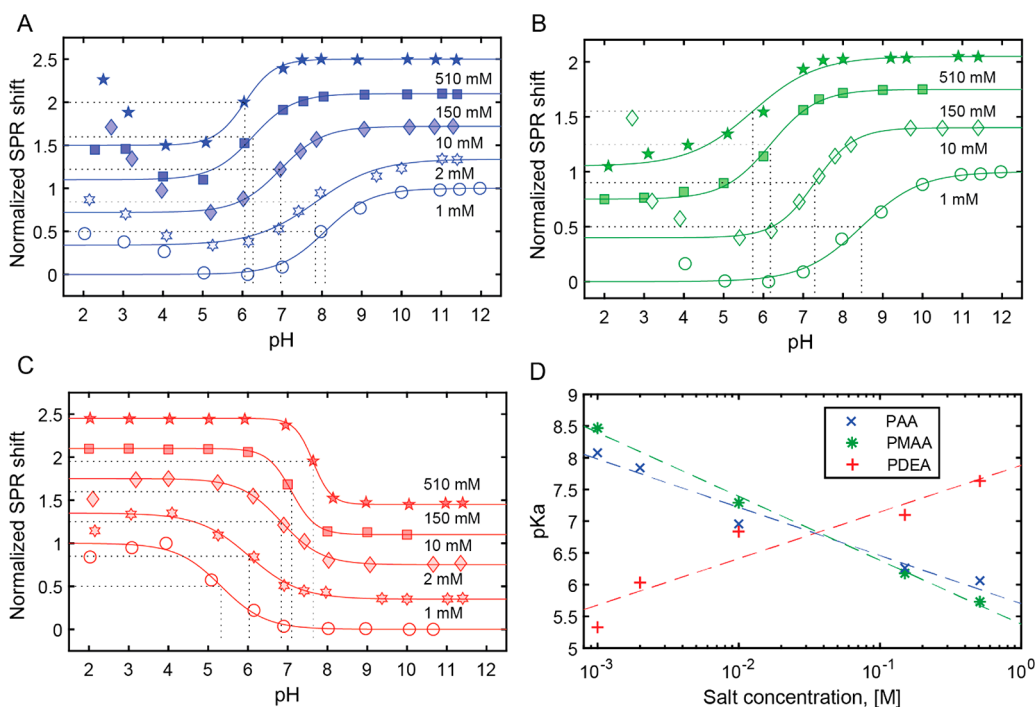 A
Normalized SPR shift
2.5
2
1.5
1
0.5
0
510 mM
150 mM
10 mM
2 mM
1 mM
2 3 4 5 6 7 8 9 10 11 12
pH
B
Normalized SPR shift
2
1.5
1
0.5
0
510 mM
150 mM
10 mM
1 mM
2 3 4 5 6 7 8 9 10 11 12
pH
C
Normalized SPR shift
2.5
2
1.5
1
0.5
0
510 mM
150 mM
10 mM
2 mM
1 mM
2 3 4 5 6 7 8 9 10 11 12
pH
D
pKa
9
8.5
8
7.5
7
6.5
6
5.5
5
PAA
PMAA
PDEA
10⁻³ 10⁻² 10⁻¹ 10⁰
Salt concentration, [M]